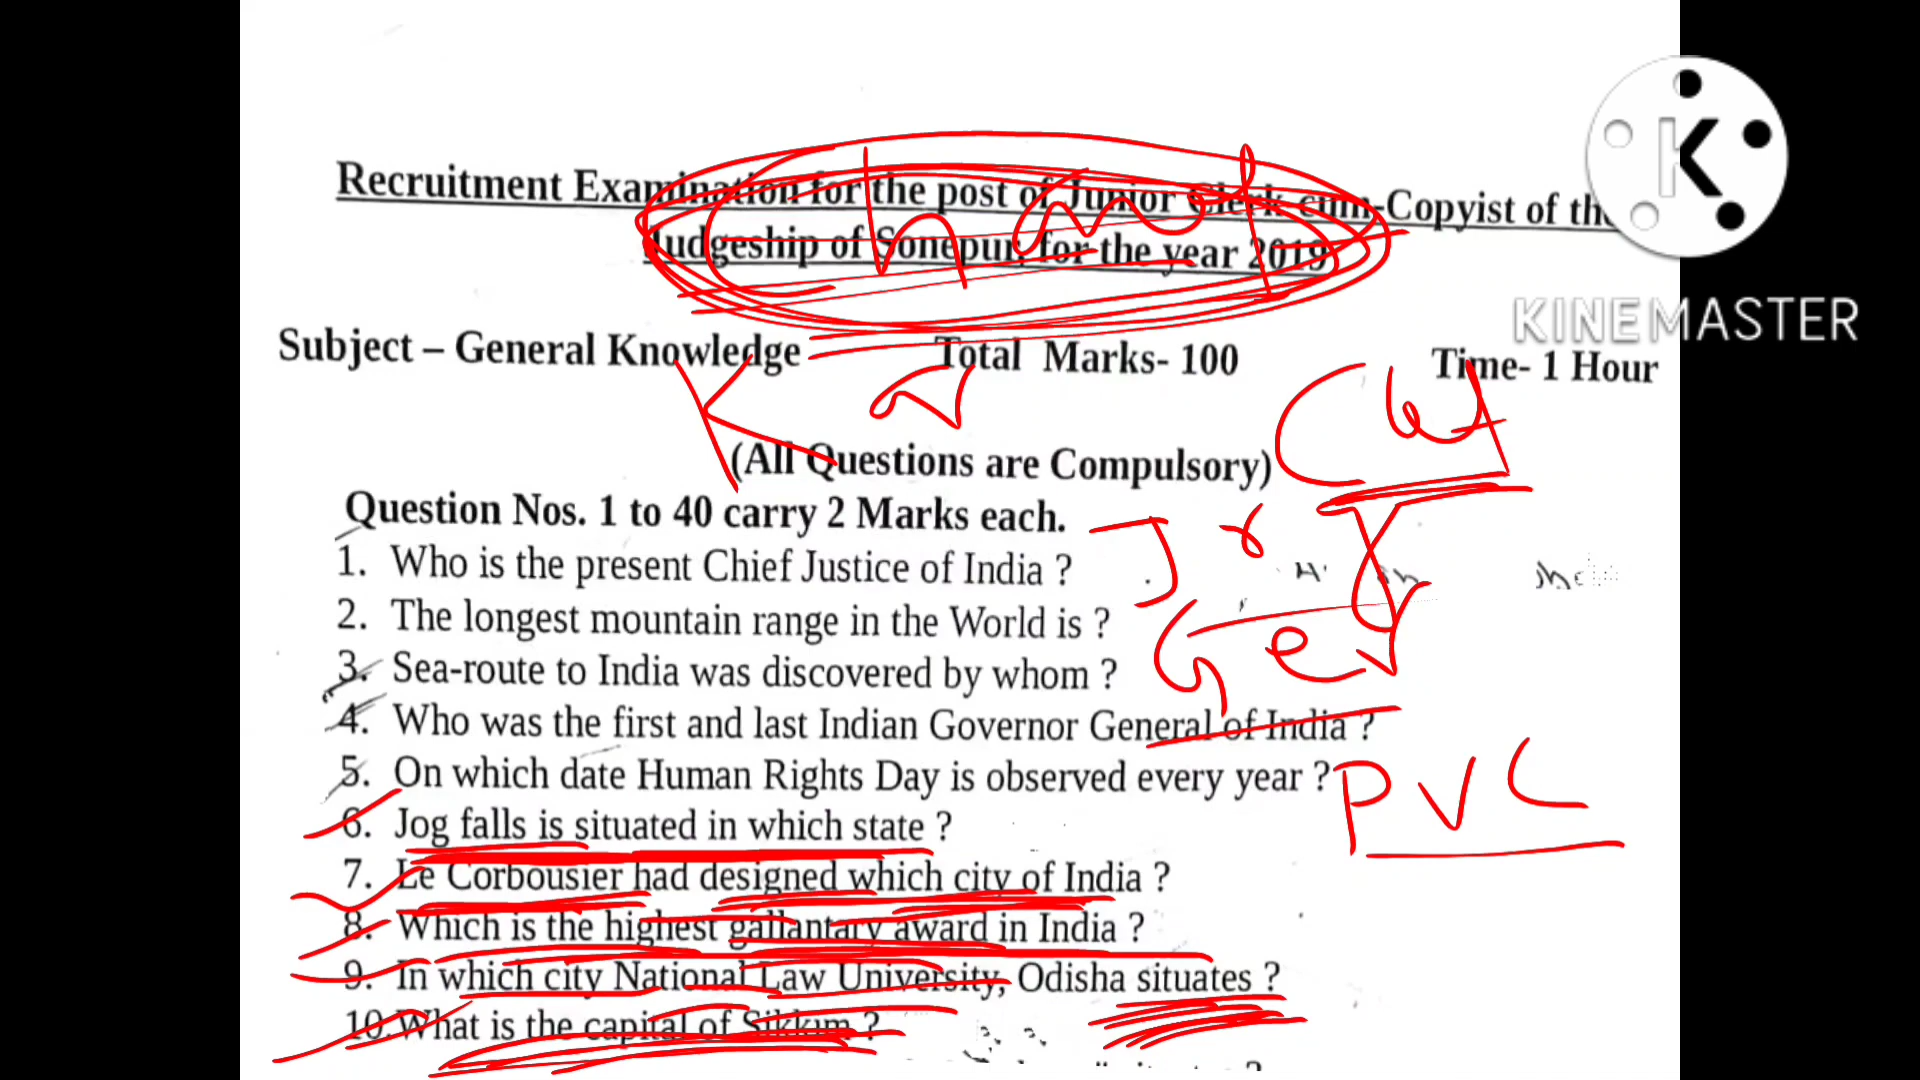 Recruitment Examination for the post of Junior Clerk-cum-Copyist of the
Judgeship of Sonepur, for the year 2019
K
KINEMASTER
Subject – General Knowledge Total Marks- 100 Time- 1 Hour
(All Questions are Compulsory)
Question Nos. 1 to 40 carry 2 Marks each.
1. Who is the present Chief Justice of India ?
2. The longest mountain range in the World is ?
3. Sea-route to India was discovered by whom ?
4. Who was the first and last Indian Governor General of India ?
5. On which date Human Rights Day is observed every year ?
PVC
6. Jog falls is situated in which state ?
7. Le Corbousier had designed which city of India ?
8. Which is the highest gallantary award in India ?
9. In which city National Law University, Odisha situates ?
10. What is the capital of Sikkim ?